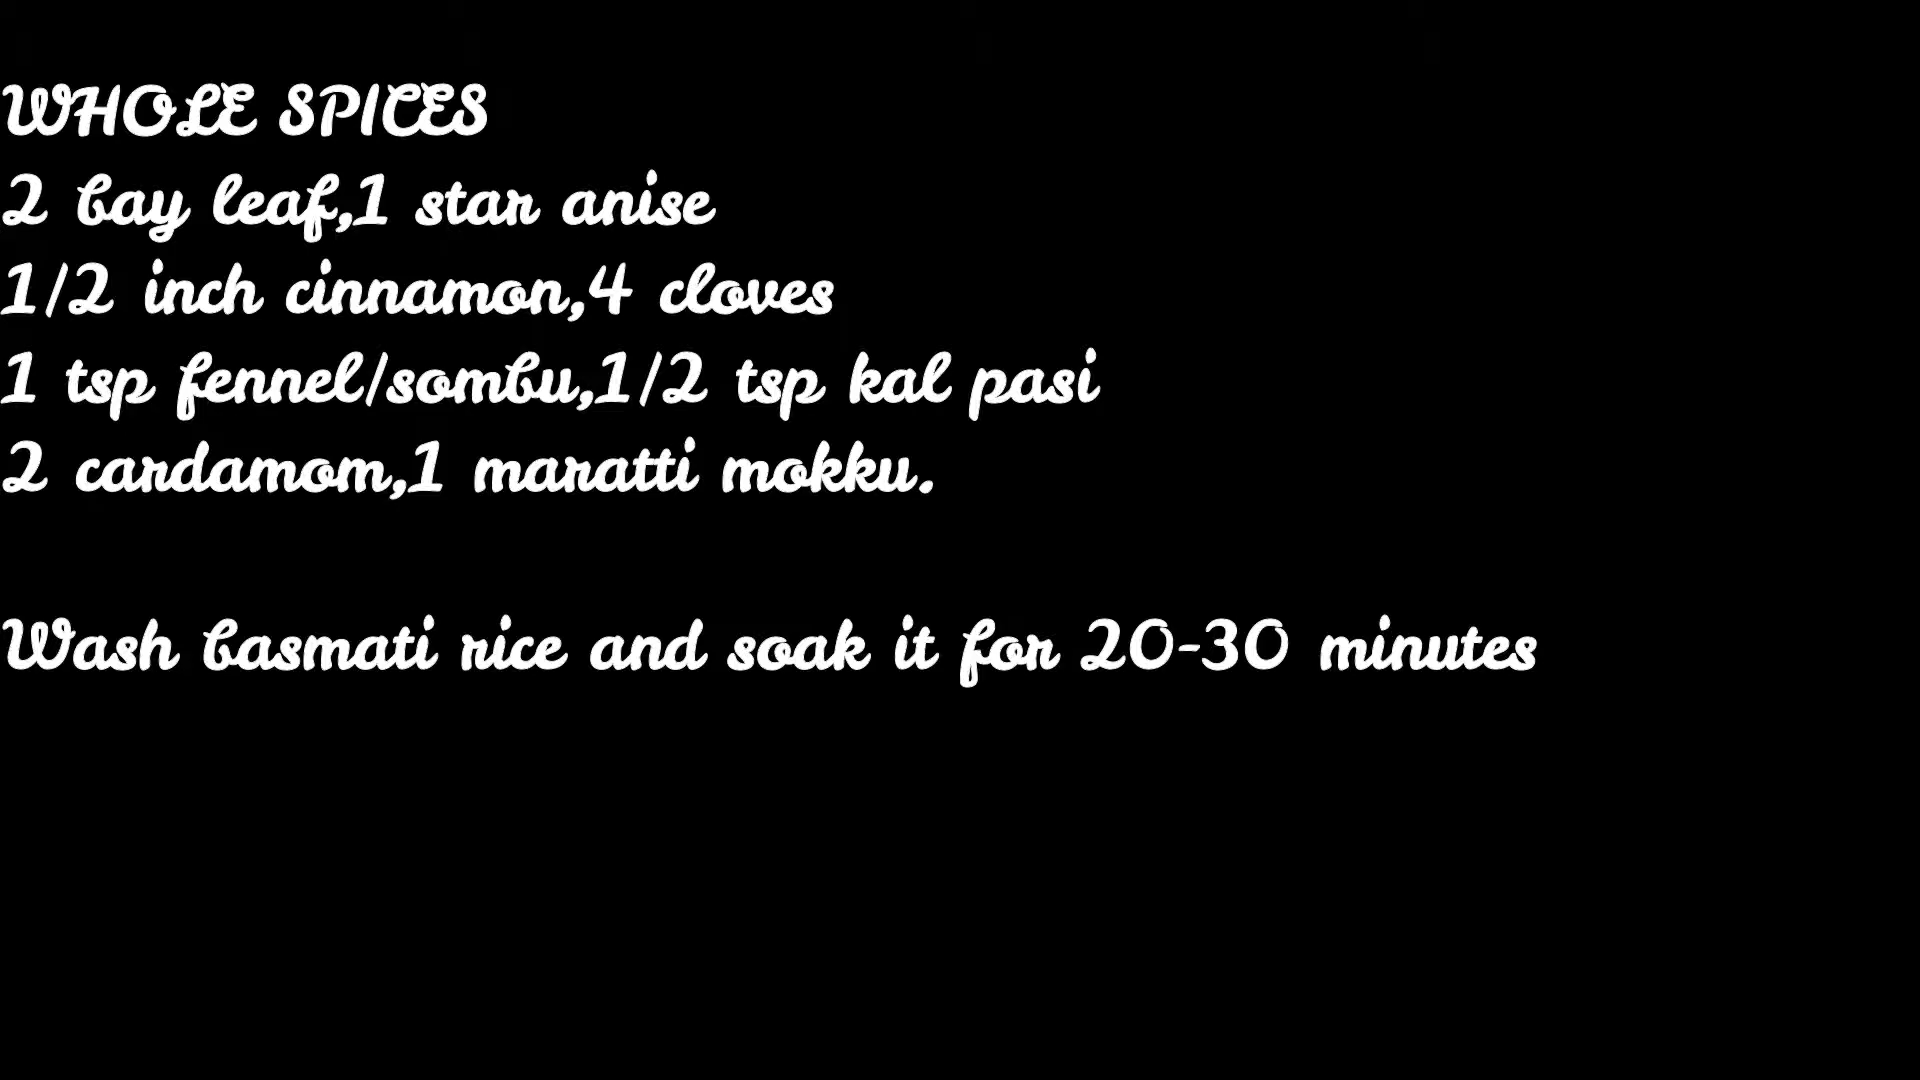 WHOLE SPICES
2 bay leaf,1 star anise
1/2 inch cinnamon,4 cloves
1 tsp fennel/sombu,1/2 tsp kal pasi
2 cardamom,1 maratti mokku.
Wash basmati rice and soak it for 20-30 minutes